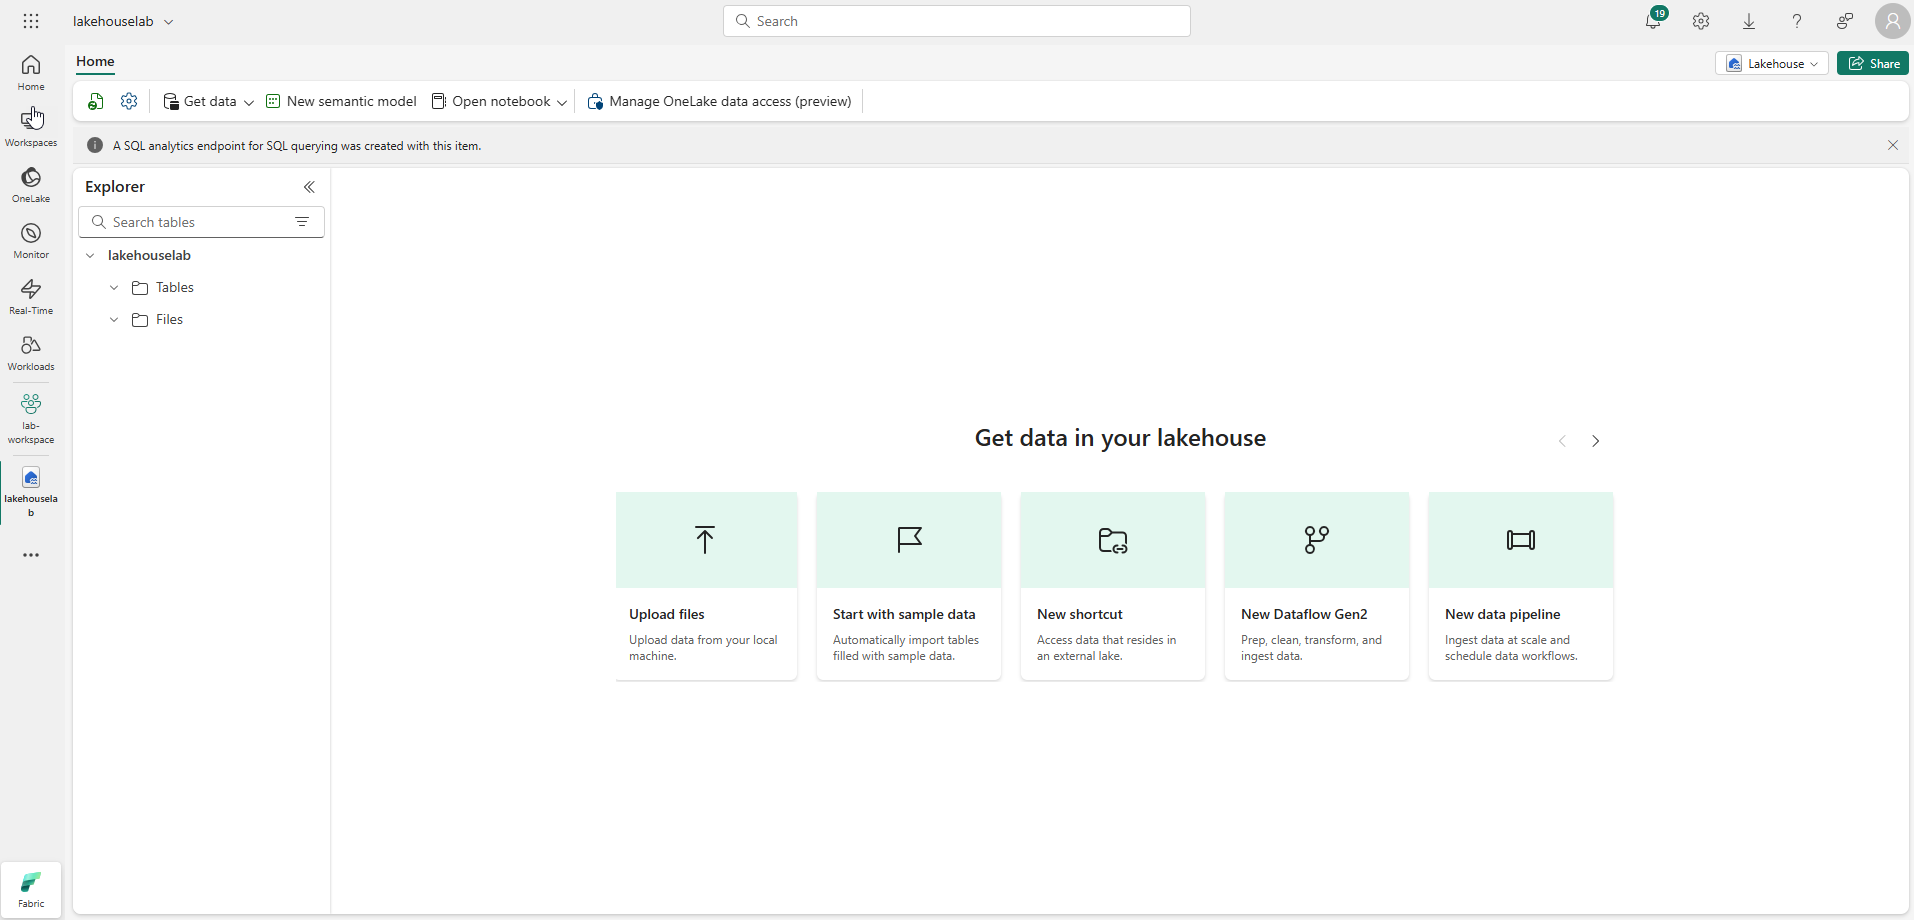 lakehouselab
Search
19
Home
Workspaces
OneLake
Monitor
Real-Time
Workloads
lab-
workspace
lakehousela
b
Fabric
Home
Lakehouse
Share
Get data
New semantic model
Open notebook
Manage OneLake data access (preview)
A SQL analytics endpoint for SQL querying was created with this item.
Explorer
Search tables
lakehouselab
Tables
Files
Get data in your lakehouse
Upload files
Upload data from your local
machine.
Start with sample data
Automatically import tables
filled with sample data.
New shortcut
Access data that resides in
an external lake.
New Dataflow Gen2
Prep, clean, transform, and
ingest data.
New data pipeline
Ingest data at scale and
schedule data workflows.